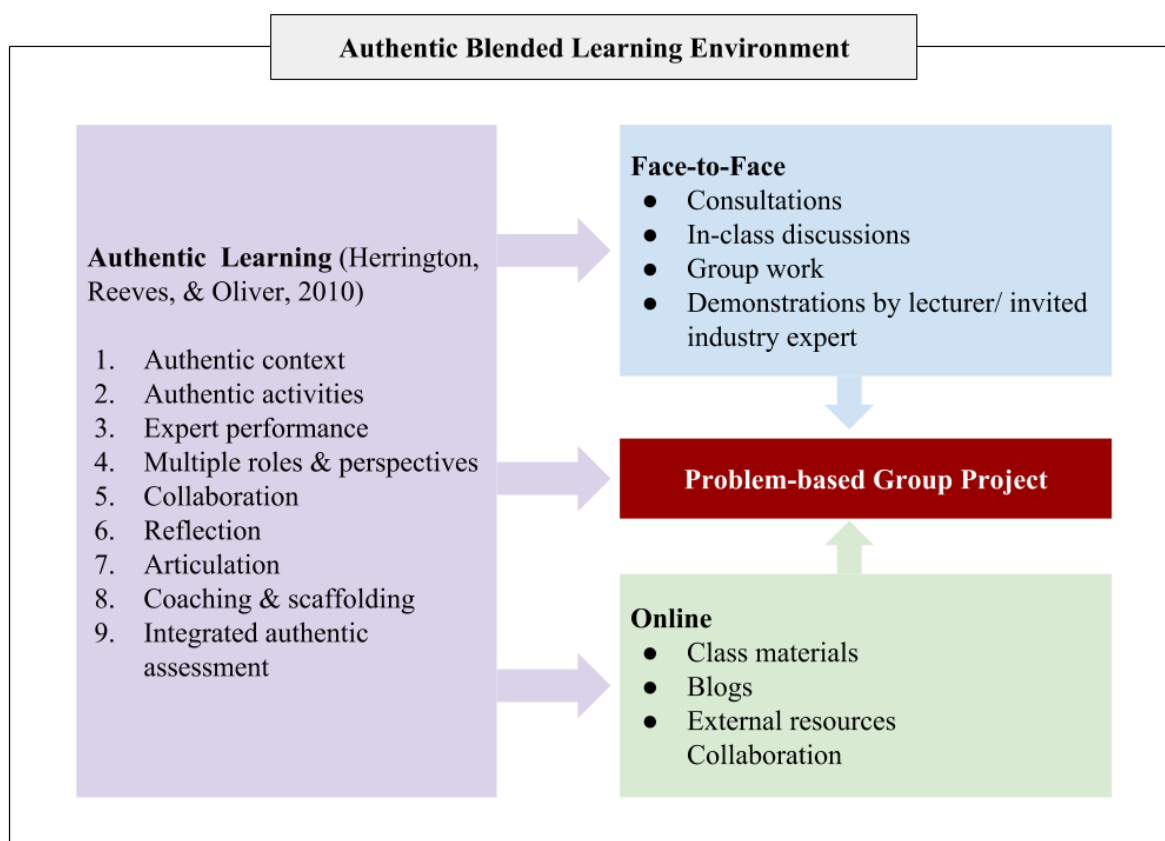 Authentic Blended Learning Environment
Authentic Learning (Herrington,
Reeves, & Oliver, 2010)
1. Authentic context
2. Authentic activities
3. Expert performance
4. Multiple roles & perspectives
5. Collaboration
6. Reflection
7. Articulation
8. Coaching & scaffolding
9. Integrated authentic
assessment
Face-to-Face
● Consultations
● In-class discussions
● Group work
● Demonstrations by lecturer/ invited
industry expert
Problem-based Group Project
Online
● Class materials
● Blogs
● External resources
Collaboration